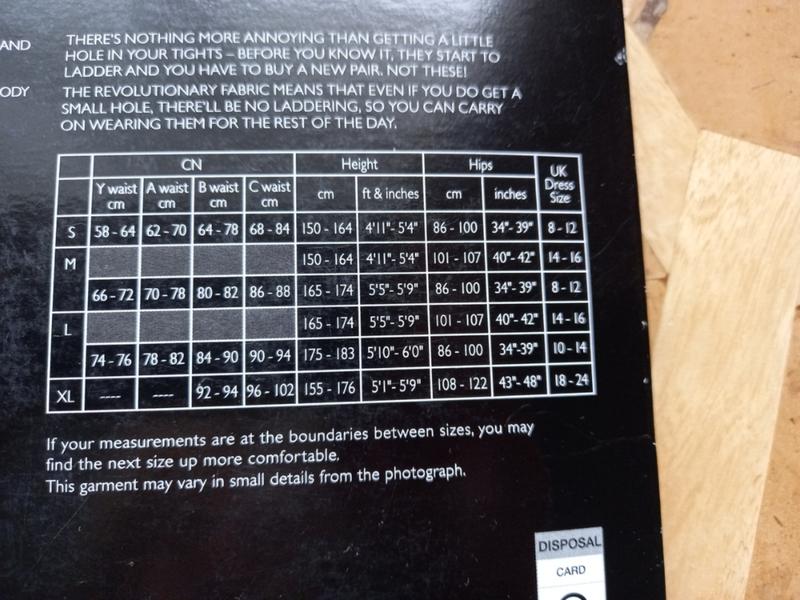 AND
ODY
THERE'S NOTHING MORE ANNOYING THAN GETTING A LITTLE
HOLE IN YOUR TIGHTS – BEFORE YOU KNOW IT, THEY START TO
LADDER AND YOU HAVE TO BUY A NEW PAIR. NOT THESE!
THE REVOLUTIONARY FABRIC MEANS THAT EVEN IF YOU DO GET A
SMALL HOLE, THERE'LL BE NO LADDERING, SO YOU CAN CARRY
ON WEARING THEM FOR THE REST OF THE DAY.
CN Height Hips UK Dress Size
Y waist cm A waist cm B waist cm C waist cm cm ft & inches cm inches
S 58 - 64 62 - 70 64 - 78 68 - 84 150 - 164 4'11"- 5'4" 86 - 100 34"- 39" 8 - 12
M 150 - 164 4'11"- 5'4" 101 - 107 40"- 42" 14 - 16
66 - 72 70 - 78 80 - 82 86 - 88 165 - 174 5'5"- 5'9" 86 - 100 34"- 39" 8 - 12
L 165 - 174 5'5"- 5'9" 101 - 107 40"- 42" 14 - 16
74 - 76 78 - 82 84 - 90 90 - 94 175 - 183 5'10"- 6'0" 86 - 100 34"-39" 10 - 14
XL ---- ---- 92 - 94 96 - 102 155 - 176 5'1"- 5'9" 108 - 122 43"- 48" 18 - 24
If your measurements are at the boundaries between sizes, you may
find the next size up more comfortable.
This garment may vary in small details from the photograph.
DISPOSAL
CARD